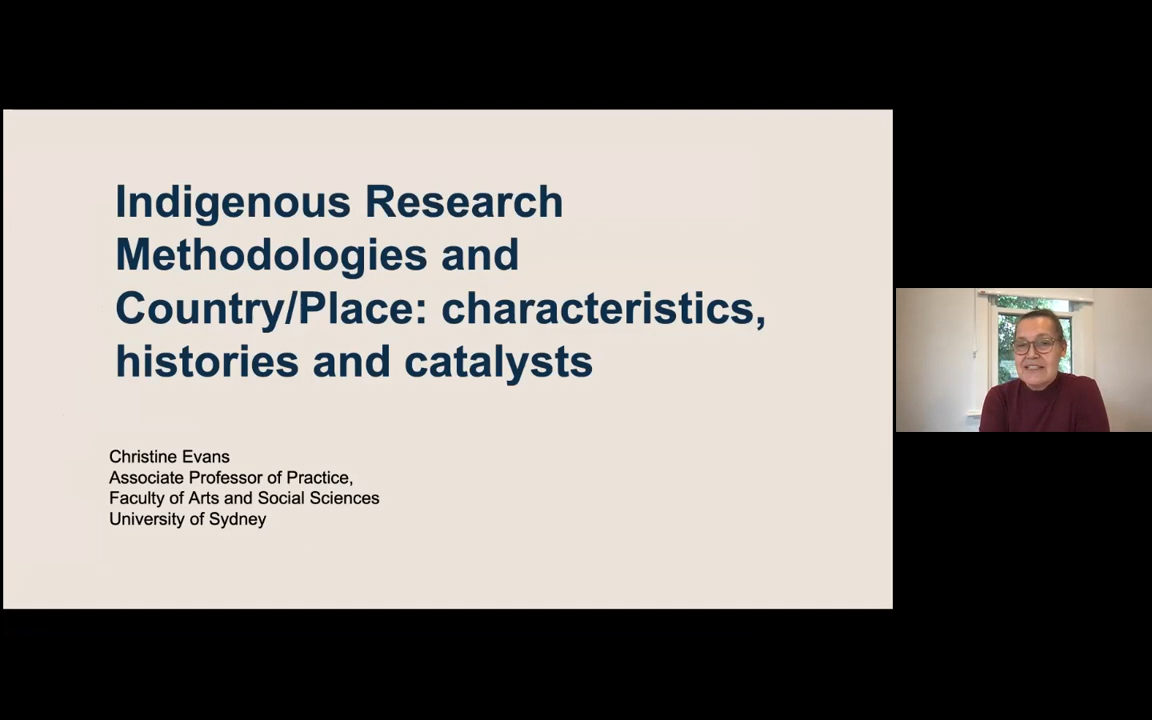 Indigenous Research
Methodologies and
Country/Place: characteristics,
histories and catalysts
Christine Evans
Associate Professor of Practice,
Faculty of Arts and Social Sciences
University of Sydney